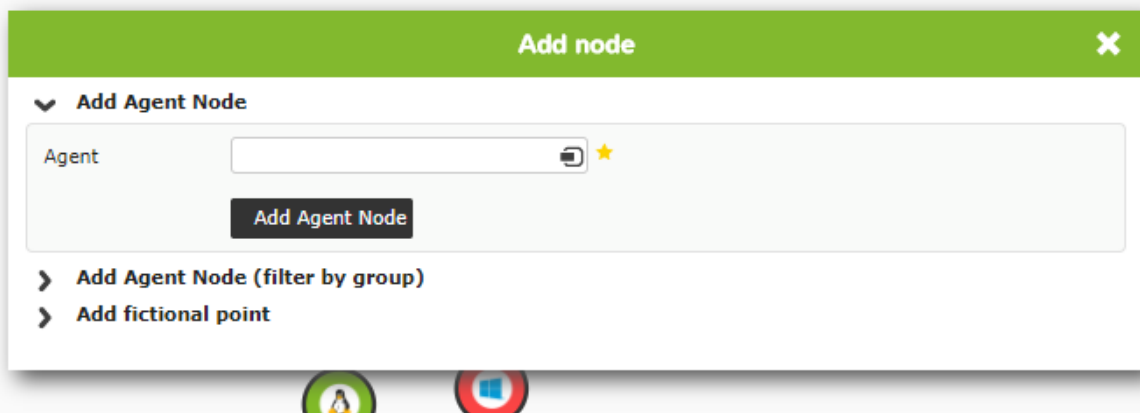 Add node
Add Agent Node
Agent
Add Agent Node
Add Agent Node (filter by group)
Add fictional point